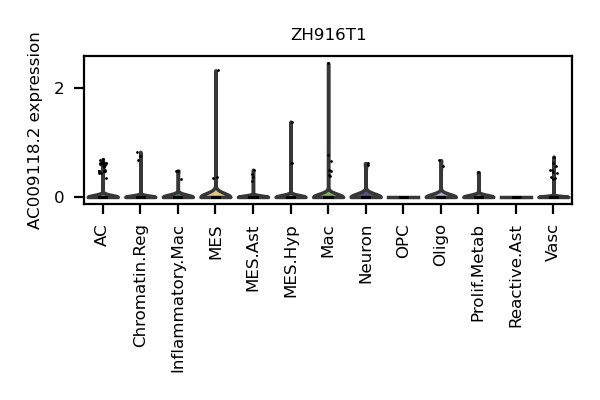 ZH916T1
AC009118.2 expression
2
0
AC
Chromatin.Reg
Inflammatory.Mac
MES
MES.Ast
MES.Hyp
Mac
Neuron
OPC
Oligo
Prolif.Metab
Reactive.Ast
Vasc